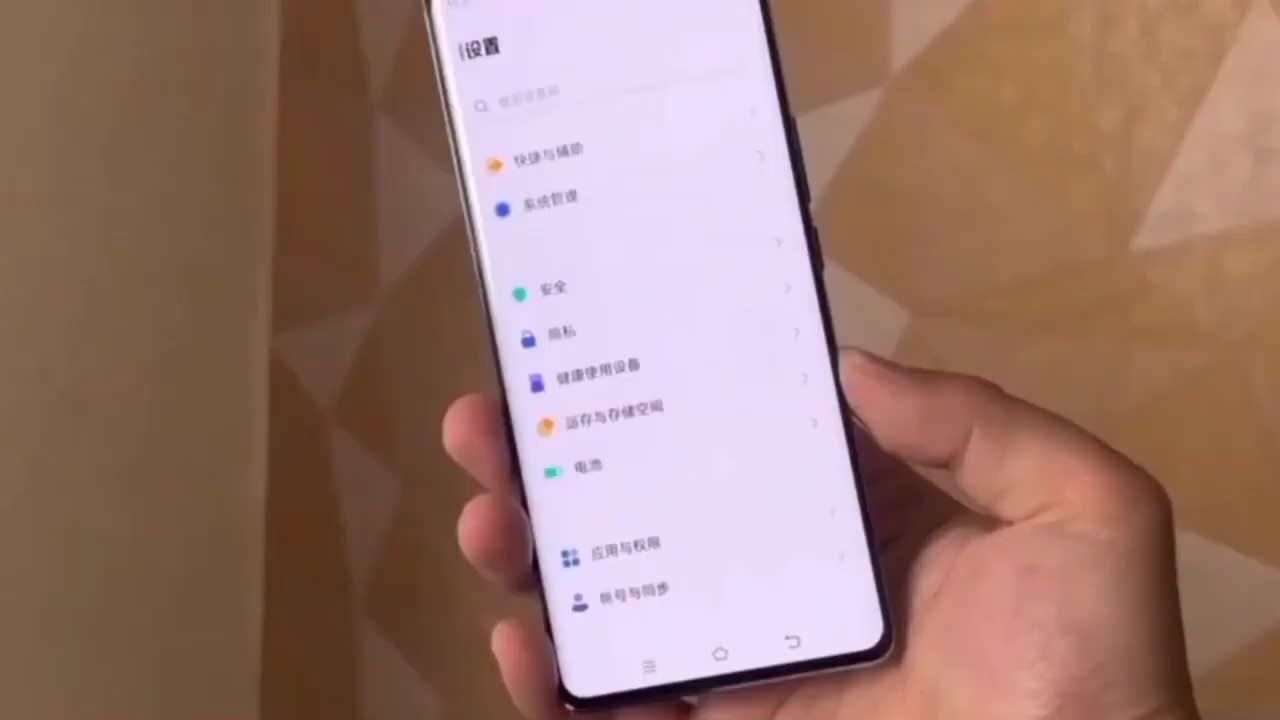 设置
快捷与辅助
系统管理
安全
隐私
健康使用设备
运存与存储空间
电池
应用与权限
帐号与同步